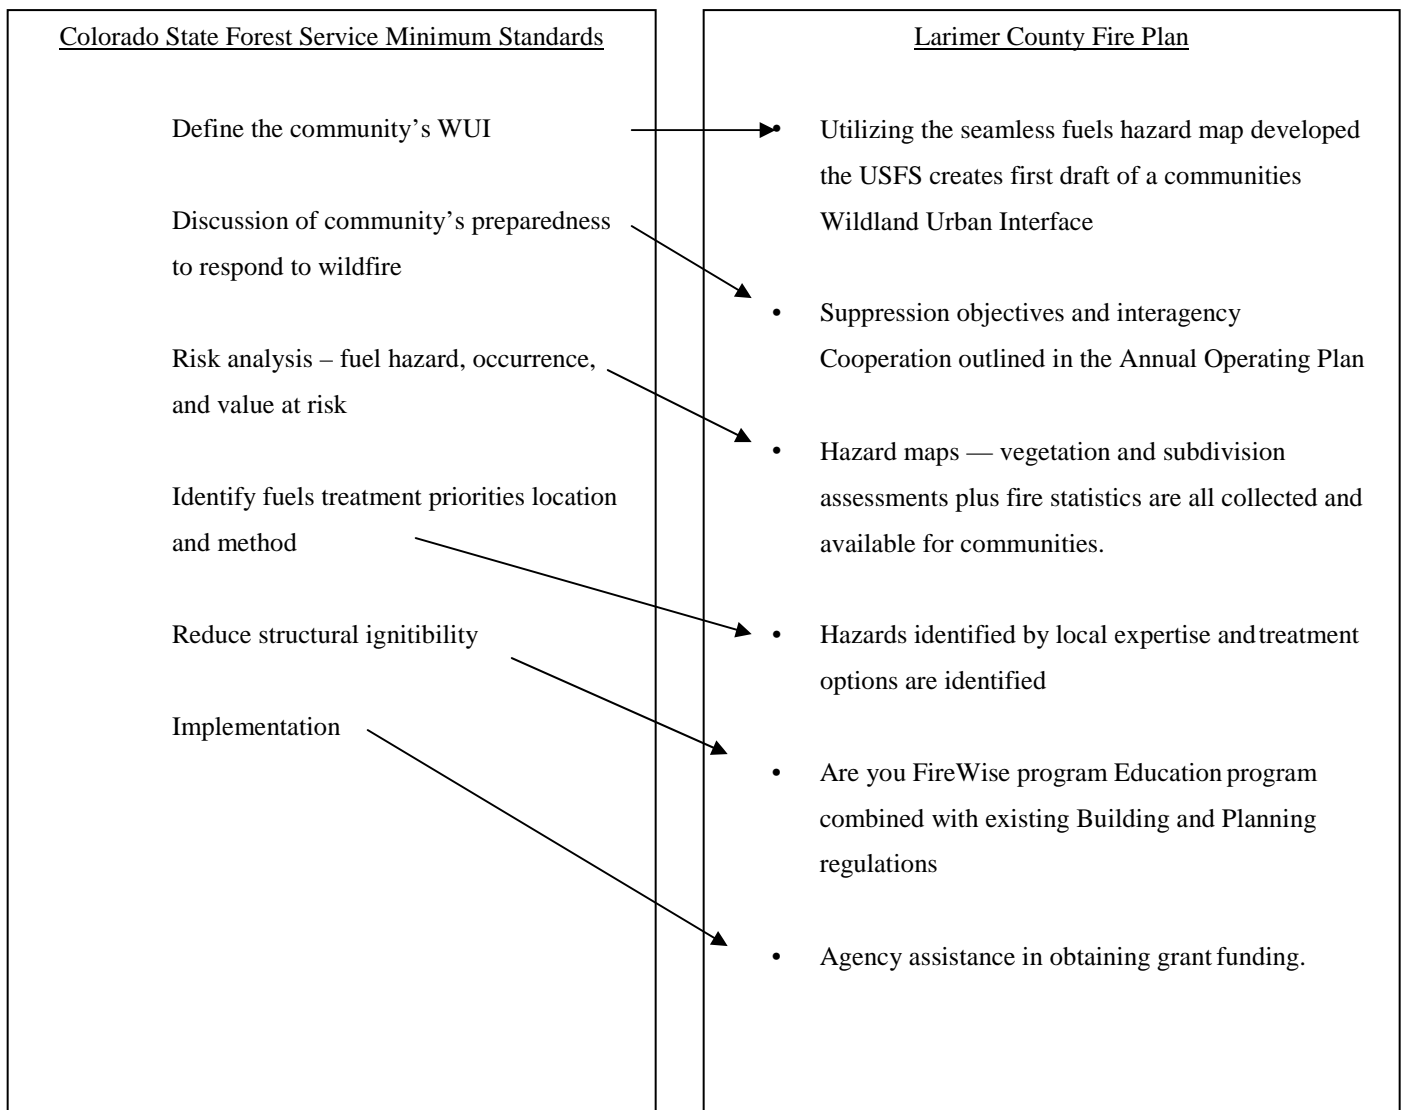 Colorado State Forest Service Minimum Standards
Define the community’s WUI
Discussion of community’s preparedness
to respond to wildfire
Risk analysis – fuel hazard, occurrence,
and value at risk
Identify fuels treatment priorities location
and method
Reduce structural ignitibility
Implementation
Larimer County Fire Plan
• Utilizing the seamless fuels hazard map developed
the USFS creates first draft of a communities
Wildland Urban Interface
• Suppression objectives and interagency
Cooperation outlined in the Annual Operating Plan
• Hazard maps — vegetation and subdivision
assessments plus fire statistics are all collected and
available for communities.
• Hazards identified by local expertise and treatment
options are identified
• Are you FireWise program Education program
combined with existing Building and Planning
regulations
• Agency assistance in obtaining grant funding.